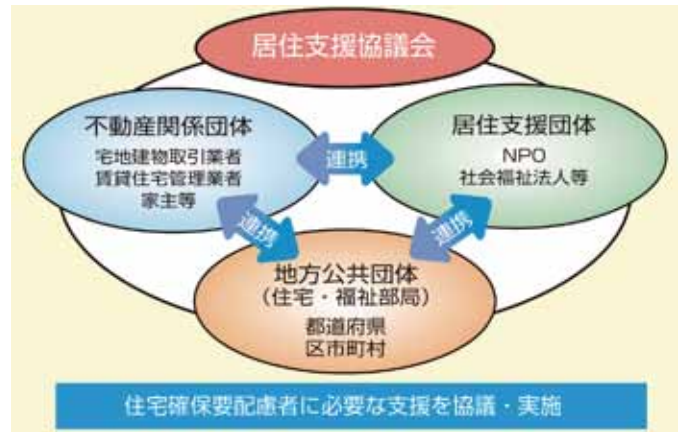 居住支援協議会
不動産関係団体
宅地建物取引業者
賃貸住宅管理業者
家主等
連携
居住支援団体
NPO
社会福祉法人等
連携
連携
地方公共団体
（住宅・福祉部局）
都道府県
区市町村
住宅確保要配慮者に必要な支援を協議・実施